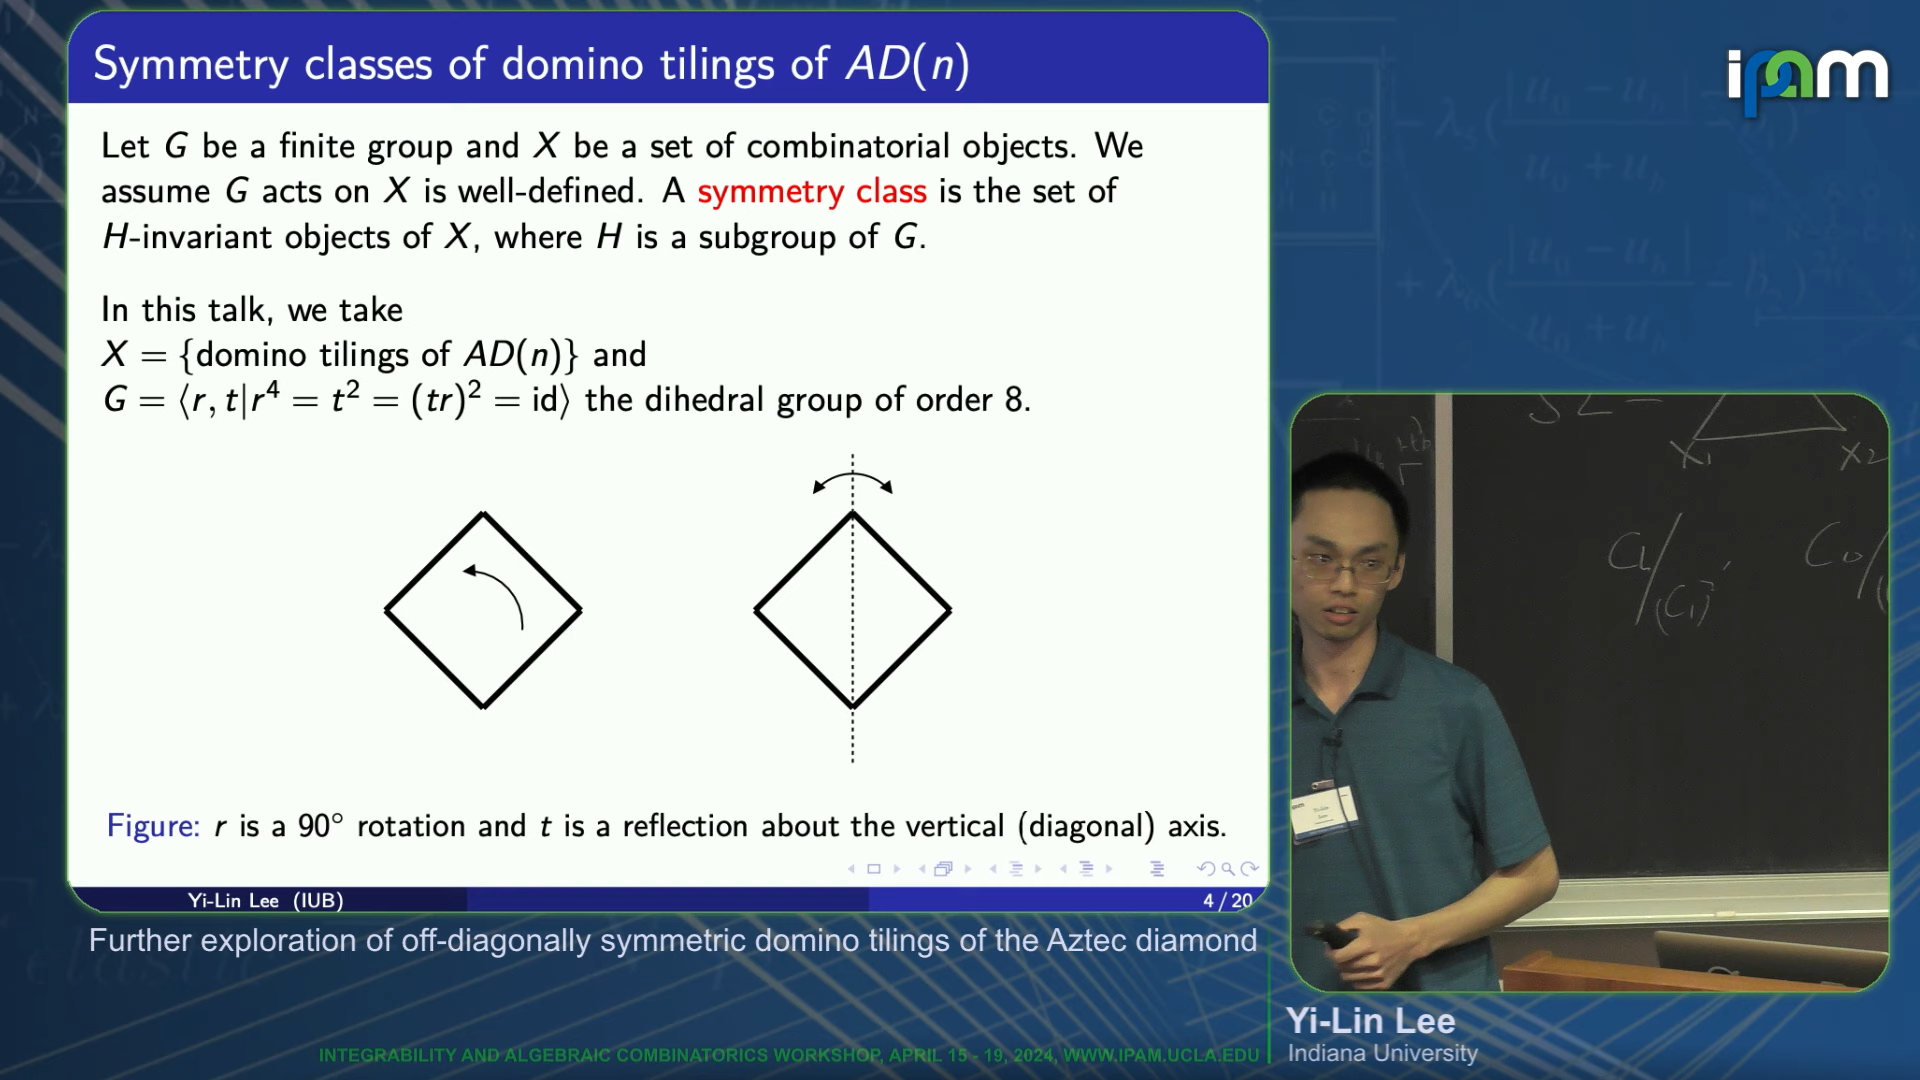 Symmetry classes of domino tilings of AD(n)
Let G be a finite group and X be a set of combinatorial objects. We
assume G acts on X is well-defined. A symmetry class is the set of
H-invariant objects of X, where H is a subgroup of G.
In this talk, we take
X = {domino tilings of AD(n)} and
G = ⟨r, t|r⁴ = t² = (tr)² = id⟩ the dihedral group of order 8.
Figure: r is a 90° rotation and t is a reflection about the vertical (diagonal) axis.
Yi-Lin Lee (IUB)
4 / 20
Further exploration of off-diagonally symmetric domino tilings of the Aztec diamond
INTEGRABILITY AND ALGEBRAIC COMBINATORICS WORKSHOP, APRIL 15 - 19, 2024, WWW.IPAM.UCLA.EDU
ipam
X₁
X₂
Yi-Lin Lee
Indiana University